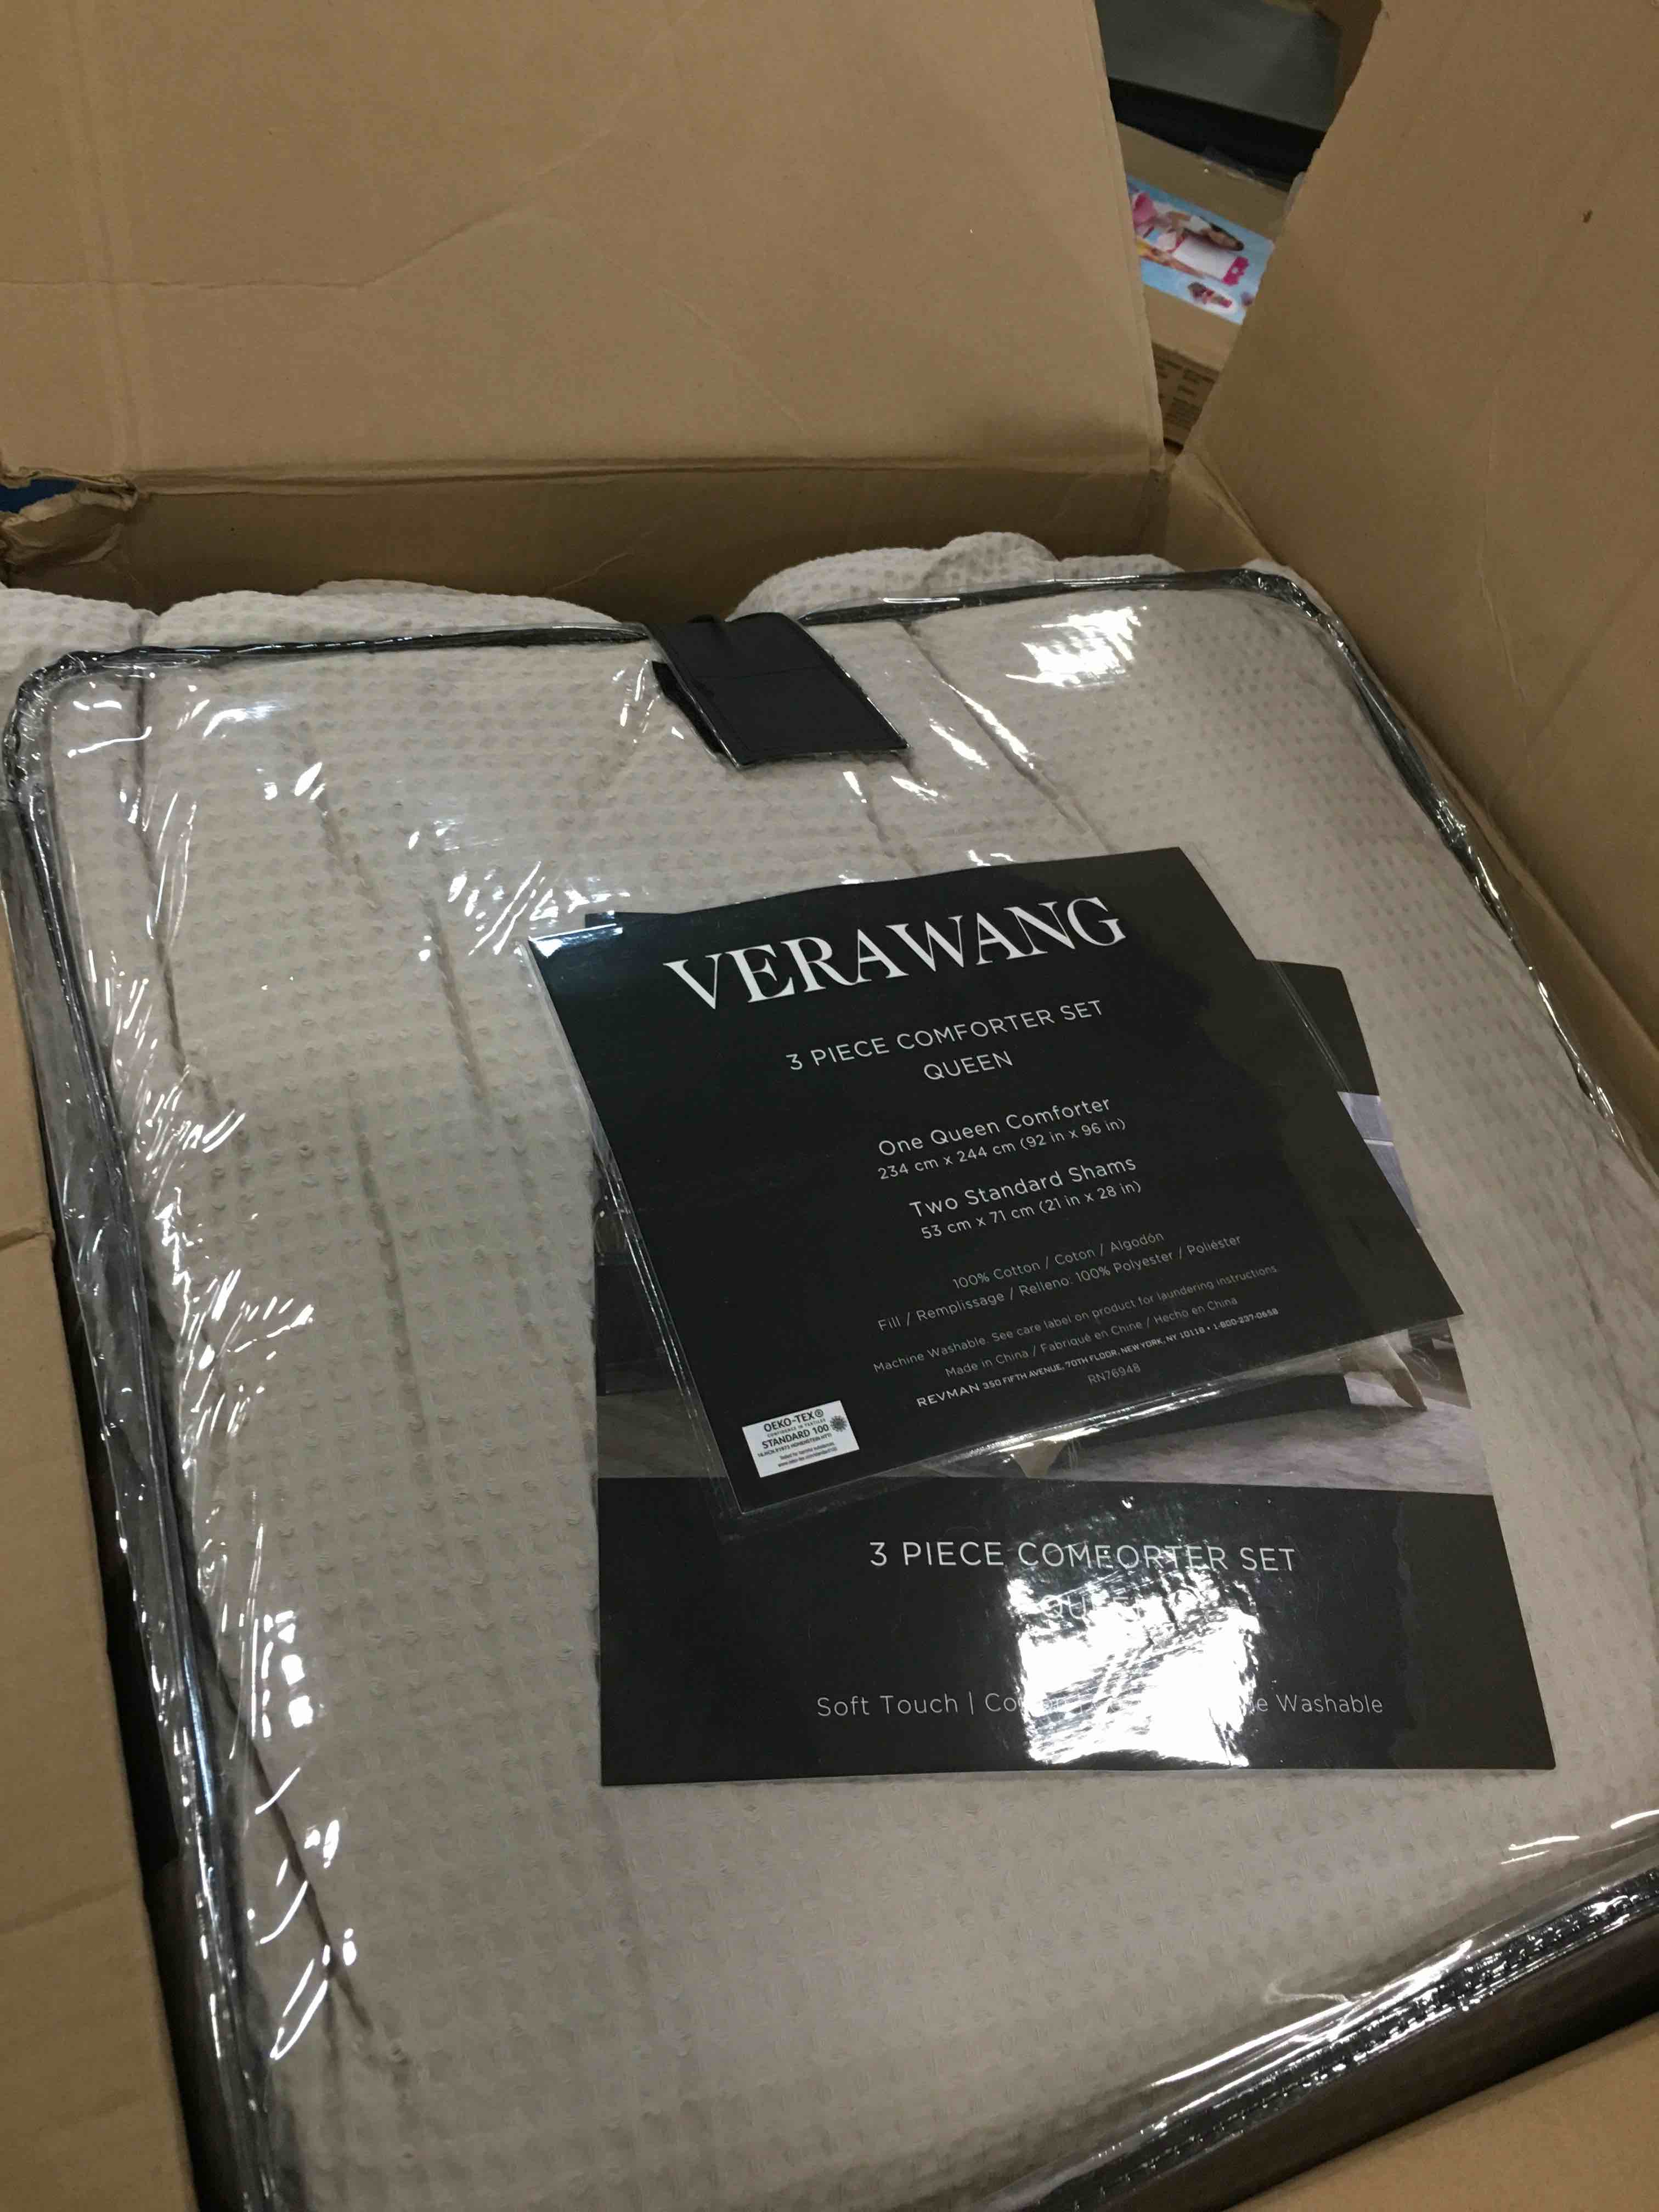 VERAWANG
3 PIECE COMFORTER SET
QUEEN
One Queen Comforter
234 cm x 244 cm (92 in x 96 in)
Two Standard Shams
53 cm x 71 cm (21 in x 28 in)
100% Cotton / Coton / Algodón
Fill / Remplissage / Relleno: 100% Polyester / Poliéster
Machine Washable. See care label on product for laundering instructions.
Made in China / Fabriqué en Chine / Hecho en China
REVMAN 350 FIFTH AVENUE, 70TH FLOOR, NEW YORK, NY 10118 • 1-800-237-0658
RN76948
OEKO-TEX®
CONFIDENCE IN TEXTILES
STANDARD 100
3 PIECE COMFORTER SET
Soft Touch | Washable